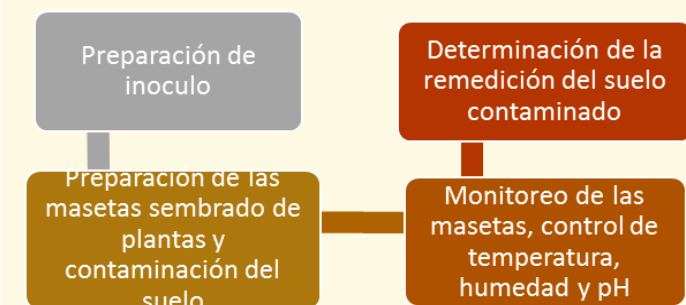 Preparación de
inoculo
Preparación de las
masetas sembrado de
plantas y
contaminación del
suelo
Monitoreo de las
masetas, control de
temperatura,
humedad y pH
Determinación de la
remedición del suelo
contaminado